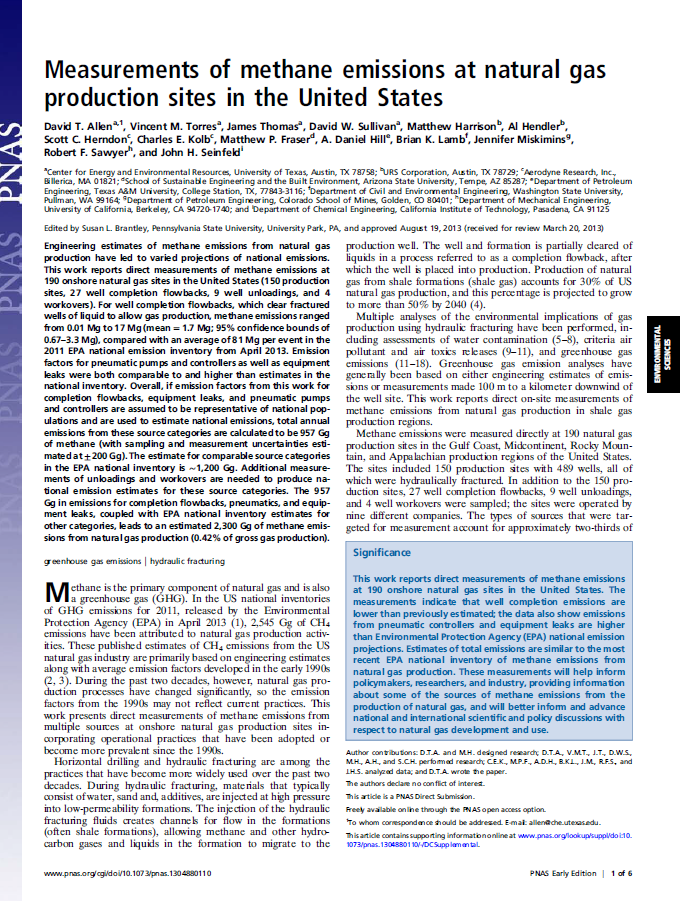 Measurements of methane emissions at natural gas
production sites in the United States
David T. Allen^a,1, Vincent M. Torres^a, James Thomas^a, David W. Sullivan^a, Matthew Harrison^b, Al Hendler^b,
Scott C. Herndon^c, Charles E. Kolb^c, Matthew P. Fraser^d, A. Daniel Hill^e, Brian K. Lamb^f, Jennifer Miskimins^g,
Robert F. Sawyer^h, and John H. Seinfeld^i
^aCenter for Energy and Environmental Resources, University of Texas, Austin, TX 78758; ^bURS Corporation, Austin, TX 78729; ^cAerodyne Research, Inc.,
Billerica, MA 01821; ^dSchool of Sustainable Engineering and the Built Environment, Arizona State University, Tempe, AZ 85287; ^eDepartment of Petroleum
Engineering, Texas A&M University, College Station, TX, 77843-3116; ^fDepartment of Civil and Environmental Engineering, Washington State University,
Pullman, WA 99164; ^gDepartment of Petroleum Engineering, Colorado School of Mines, Golden, CO 80401; ^hDepartment of Mechanical Engineering,
University of California, Berkeley, CA 94720-1740; and ^iDepartment of Chemical Engineering, California Institute of Technology, Pasadena, CA 91125
Edited by Susan L. Brantley, Pennsylvania State University, University Park, PA, and approved August 19, 2013 (received for review March 20, 2013)
Engineering estimates of methane emissions from natural gas
production have led to varied projections of national emissions.
This work reports direct measurements of methane emissions at
190 onshore natural gas sites in the United States (150 production
sites, 27 well completion flowbacks, 9 well unloadings, and 4
workovers). For well completion flowbacks, which clear fractured
wells of liquid to allow gas production, methane emissions ranged
from 0.01 Mg to 17 Mg (mean = 1.7 Mg; 95% confidence bounds of
0.67–3.3 Mg), compared with an average of 81 Mg per event in the
2011 EPA national emission inventory from April 2013. Emission
factors for pneumatic pumps and controllers as well as equipment
leaks were both comparable to and higher than estimates in the
national inventory. Overall, if emission factors from this work for
completion flowbacks, equipment leaks, and pneumatic pumps
and controllers are assumed to be representative of national pop-
ulations and are used to estimate national emissions, total annual
emissions from these source categories are calculated to be 957 Gg
of methane (with sampling and measurement uncertainties esti-
mated at ±200 Gg). The estimate for comparable source categories
in the EPA national inventory is ~1,200 Gg. Additional measure-
ments of unloadings and workovers are needed to produce na-
tional emission estimates for these source categories. The 957
Gg in emissions for completion flowbacks, pneumatics, and equip-
ment leaks, coupled with EPA national inventory estimates for
other categories, leads to an estimated 2,300 Gg of methane emis-
sions from natural gas production (0.42% of gross gas production).
greenhouse gas emissions | hydraulic fracturing
Methane is the primary component of natural gas and is also
a greenhouse gas (GHG). In the US national inventories
of GHG emissions for 2011, released by the Environmental
Protection Agency (EPA) in April 2013 (1), 2,545 Gg of CH4
emissions have been attributed to natural gas production activ-
ities. These published estimates of CH4 emissions from the US
natural gas industry are primarily based on engineering estimates
along with average emission factors developed in the early 1990s
(2, 3). During the past two decades, however, natural gas pro-
duction processes have changed significantly, so the emission
factors from the 1990s may not reflect current practices. This
work presents direct measurements of methane emissions from
multiple sources at onshore natural gas production sites in-
corporating operational practices that have been adopted or
become more prevalent since the 1990s.
Horizontal drilling and hydraulic fracturing are among the
practices that have become more widely used over the past two
decades. During hydraulic fracturing, materials that typically
consist of water, sand and, additives, are injected at high pressure
into low-permeability formations. The injection of the hydraulic
fracturing fluids creates channels for flow in the formations
(often shale formations), allowing methane and other hydro-
carbon gases and liquids in the formation to migrate to the
production well. The well and formation is partially cleared of
liquids in a process referred to as a completion flowback, after
which the well is placed into production. Production of natural
gas from shale formations (shale gas) accounts for 30% of US
natural gas production, and this percentage is projected to grow
to more than 50% by 2040 (4).
Multiple analyses of the environmental implications of gas
production using hydraulic fracturing have been performed, in-
cluding assessments of water contamination (5–8), criteria air
pollutant and air toxics releases (9–11), and greenhouse gas
emissions (11–18). Greenhouse gas emission analyses have
generally been based on either engineering estimates of emis-
sions or measurements made 100 m to a kilometer downwind of
the well site. This work reports direct on-site measurements of
methane emissions from natural gas production in shale gas
production regions.
Methane emissions were measured directly at 190 natural gas
production sites in the Gulf Coast, Midcontinent, Rocky Moun-
tain, and Appalachian production regions of the United States.
The sites included 150 production sites with 489 wells, all of
which were hydraulically fractured. In addition to the 150 pro-
duction sites, 27 well completion flowbacks, 9 well unloadings,
and 4 well workovers were sampled; the sites were operated by
nine different companies. The types of sources that were tar-
geted for measurement account for approximately two-thirds of
Significance
This work reports direct measurements of methane emissions
at 190 onshore natural gas sites in the United States. The
measurements indicate that well completion emissions are
lower than previously estimated; the data also show emissions
from pneumatic controllers and equipment leaks are higher
than Environmental Protection Agency (EPA) national emission
projections. Estimates of total emissions are similar to the most
recent EPA national inventory of methane emissions from
natural gas production. These measurements will help inform
policymakers, researchers, and industry, providing information
about some of the sources of methane emissions from the
production of natural gas, and will better inform and advance
national and international scientific and policy discussions with
respect to natural gas development and use.
Author contributions: D.T.A. and M.H. designed research; D.T.A., V.M.T., J.T., D.W.S.,
M.H., A.H., and S.C.H. performed research; C.E.K., M.P.F., A.D.H., B.K.L., J.M., R.F.S., and
J.H.S. analyzed data; and D.T.A. wrote the paper.
The authors declare no conflict of interest.
This article is a PNAS Direct Submission.
Freely available online through the PNAS open access option.
^1To whom correspondence should be addressed. E-mail: allen@che.utexas.edu.
This article contains supporting information online at www.pnas.org/lookup/suppl/doi:10.
1073/pnas.1304880110/-/DCSupplemental.
ENVIRONMENTAL
SCIENCES
PNAS
PNAS
PNAS
PNAS
PNAS
PNAS
www.pnas.org/cgi/doi/10.1073/pnas.1304880110
PNAS Early Edition | 1 of 6